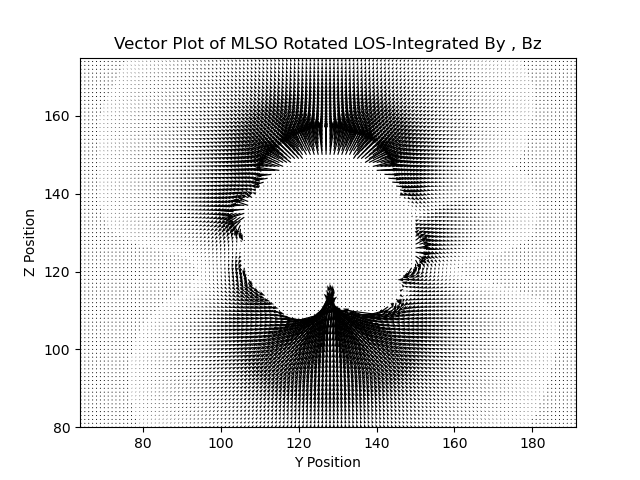 Vector Plot of MLSO Rotated LOS-Integrated By , Bz
160
140
120
100
80
Z Position
80 100 120 140 160 180
Y Position